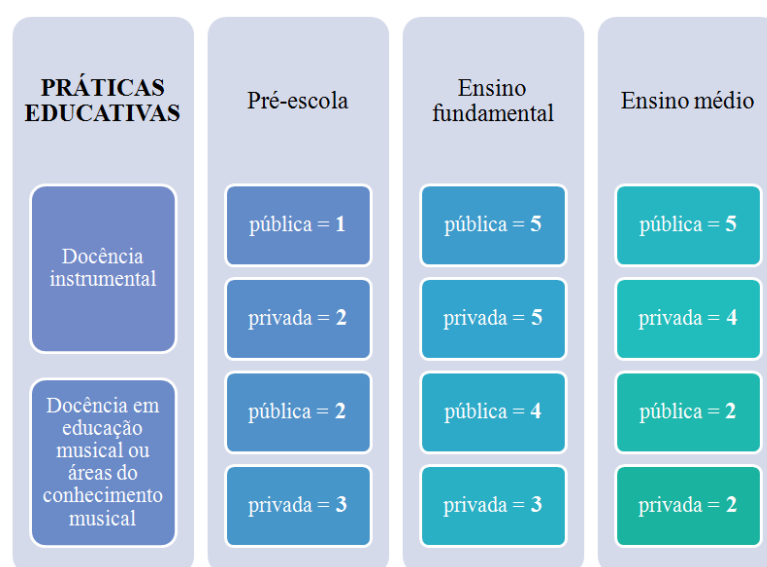 PRÁTICAS
EDUCATIVAS
Pré-escola
Ensino
fundamental
Ensino médio
Docência
instrumental
pública = 1
pública = 5
pública = 5
privada = 2
privada = 5
privada = 4
Docência em
educação
musical ou
áreas do
conhecimento
musical
pública = 2
pública = 4
pública = 2
privada = 3
privada = 3
privada = 2